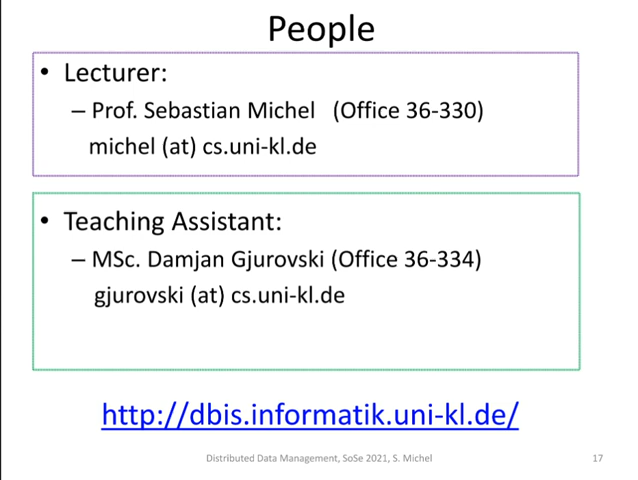 People
• Lecturer:
– Prof. Sebastian Michel (Office 36-330)
michel (at) cs.uni-kl.de
• Teaching Assistant:
– MSc. Damjan Gjurovski (Office 36-334)
gjurovski (at) cs.uni-kl.de
http://dbis.informatik.uni-kl.de/
Distributed Data Management, SoSe 2021, S. Michel
17